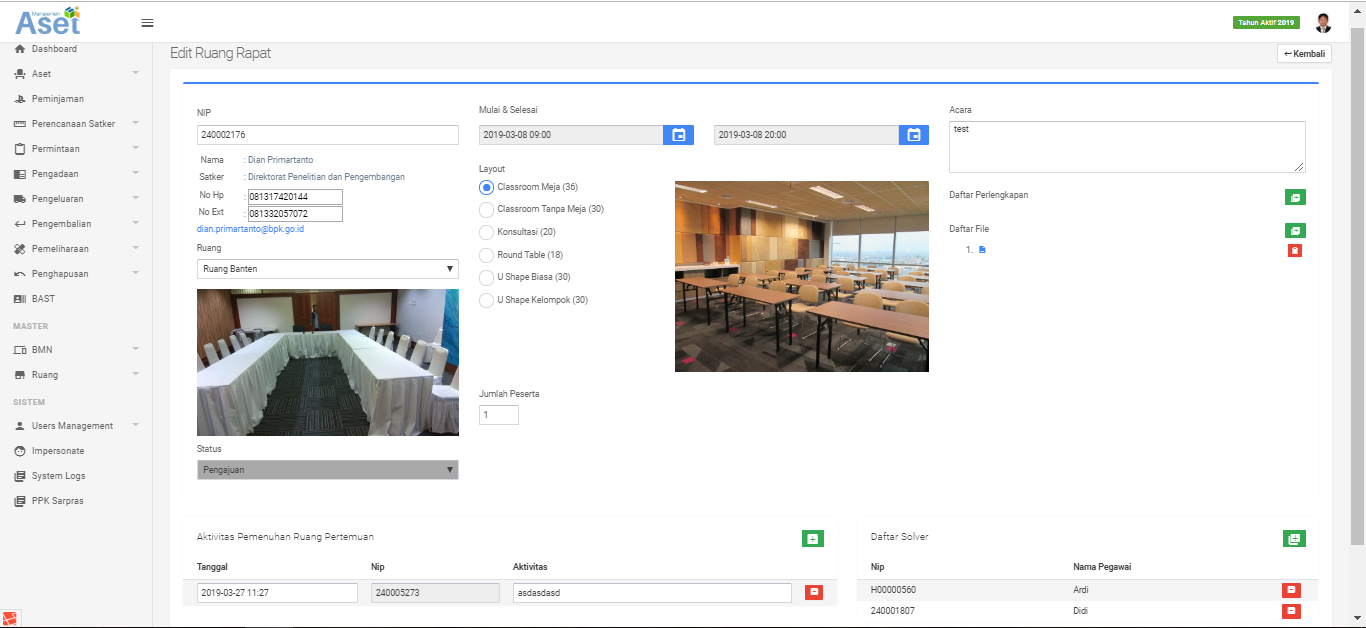 Manajemen
Aset
Tahun Aktif 2019
Dashboard
Aset
Peminjaman
Perencanaan Satker
Permintaan
Pengadaan
Pengeluaran
Pengembalian
Pemeliharaan
Penghapusan
BAST
MASTER
BMN
Ruang
SISTEM
Users Management
Impersonate
System Logs
PPK Sarpras
Edit Ruang Rapat
Kembali
NIP
240002176
Nama : Dian Primartanto
Satker : Direktorat Penelitian dan Pengembangan
No Hp : 081317420144
No Ext : 081332057072
dian.primartanto@bpk.go.id
Ruang
Ruang Banten
Status
Pengajuan
Mulai & Selesai
2019-03-08 09:00
2019-03-08 20:00
Layout
Classroom Meja (36)
Classroom Tanpa Meja (30)
Konsultasi (20)
Round Table (18)
U Shape Biasa (30)
U Shape Kelompok (30)
Jumlah Peserta
1
Acara
test
Daftar Perlengkapan
Daftar File
1.
Aktivitas Pemenuhan Ruang Pertemuan
Tanggal Nip Aktivitas
2019-03-27 11:27 240005273 asdasdasd
Daftar Solver
Nip Nama Pegawai
H00000560 Ardi
240001807 Didi